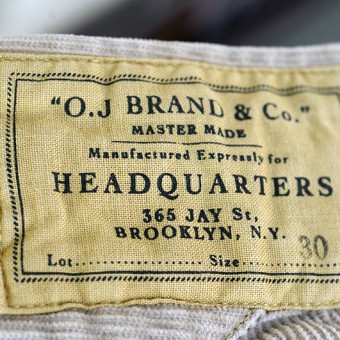 "O.J BRAND & Co."
MASTER MADE
Manufactured Expressly for
HEADQUARTERS
365 JAY St,
BROOKLYN, N.Y.
Lot.................. Size............ 30